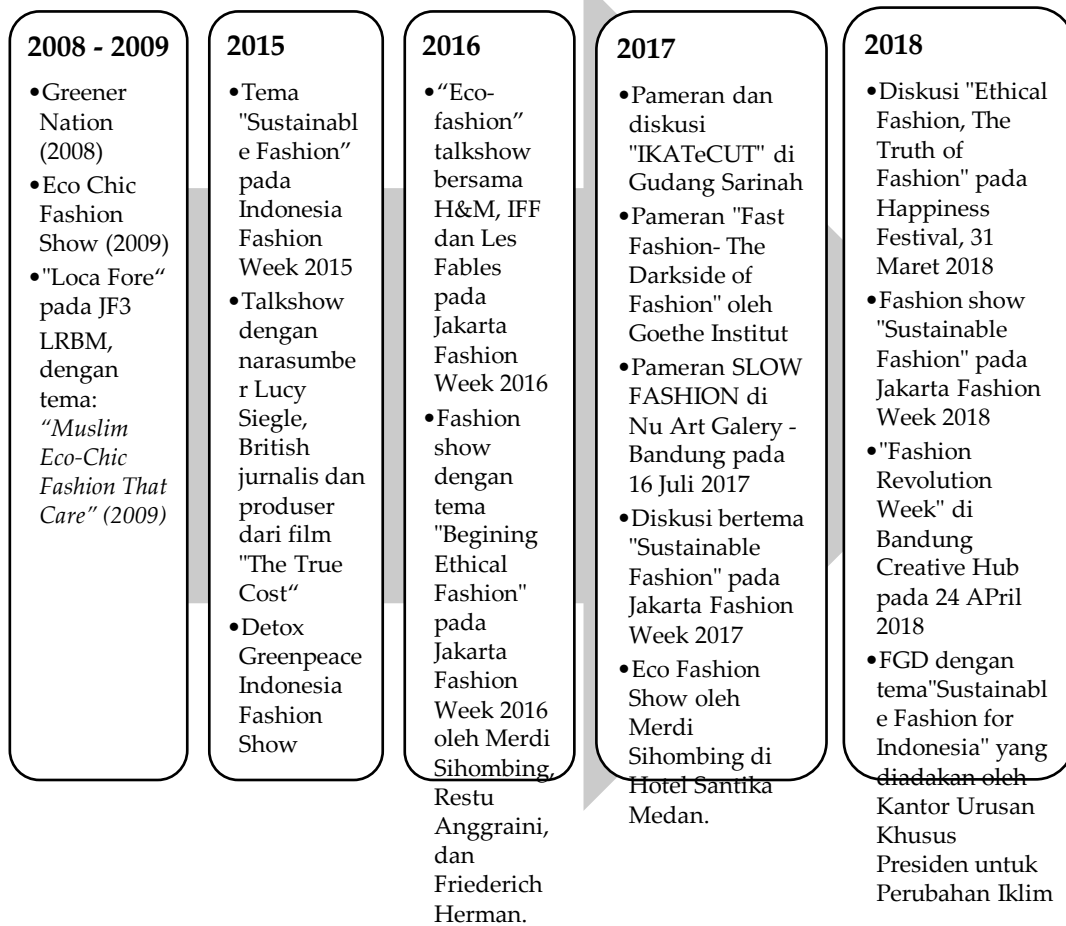 2008 - 2009
•Greener
Nation
(2008)
•Eco Chic
Fashion
Show (2009)
•"Loca Fore“
pada JF3
LRBM,
dengan
tema:
“Muslim
Eco-Chic
Fashion That
Care” (2009)
2015
•Tema
"Sustainabl
e Fashion”
pada
Indonesia
Fashion
Week 2015
•Talkshow
dengan
narasumbe
r Lucy
Siegle,
British
jurnalis dan
produser
dari film
"The True
Cost“
•Detox
Greenpeace
Indonesia
Fashion
Show
2016
•“Eco-
fashion”
talkshow
bersama
H&M, IFF
dan Les
Fables
pada
Jakarta
Fashion
Week 2016
•Fashion
show
dengan
tema
"Begining
Ethical
Fashion"
pada
Jakarta
Fashion
Week 2016
oleh Merdi
Sihombing,
Restu
Anggraini,
dan
Friederich
Herman.
2017
•Pameran dan
diskusi
"IKATeCUT" di
Gudang Sarinah
•Pameran "Fast
Fashion- The
Darkside of
Fashion" oleh
Goethe Institut
•Pameran SLOW
FASHION di
Nu Art Galery -
Bandung pada
16 Juli 2017
•Diskusi bertema
"Sustainable
Fashion" pada
Jakarta Fashion
Week 2017
•Eco Fashion
Show oleh
Merdi
Sihombing di
Hotel Santika
Medan.
2018
•Diskusi "Ethical
Fashion, The
Truth of
Fashion" pada
Happiness
Festival, 31
Maret 2018
•Fashion show
"Sustainable
Fashion" pada
Jakarta Fashion
Week 2018
•"Fashion
Revolution
Week" di
Bandung
Creative Hub
pada 24 APril
2018
•FGD dengan
tema"Sustainabl
e Fashion for
Indonesia" yang
diadakan oleh
Kantor Urusan
Khusus
Presiden untuk
Perubahan Iklim